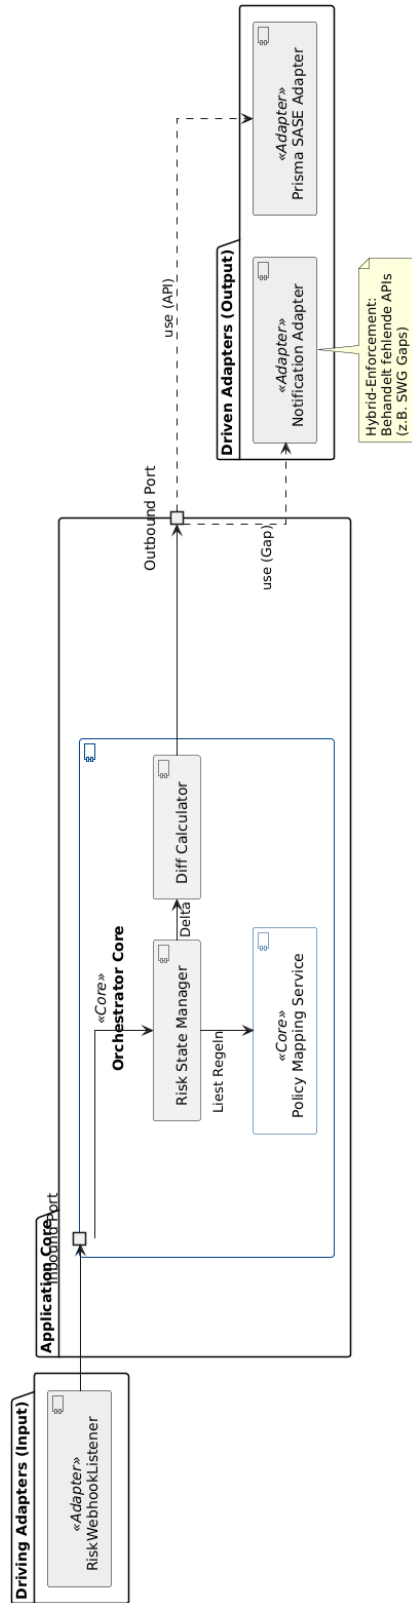 Driving Adapters (Input)
«Adapter»
RiskWebhookListener
Application Core
Inbound Port
«Core»
Orchestrator Core
Risk State Manager
Delta
Diff Calculator
Liest Regeln
«Core»
Policy Mapping Service
Outbound Port
use (API)
use (Gap)
Driven Adapters (Output)
«Adapter»
Notification Adapter
«Adapter»
Prisma SASE Adapter
Hybrid-Enforcement:
Behandelt fehlende APIs
(z.B. SWG Gaps)